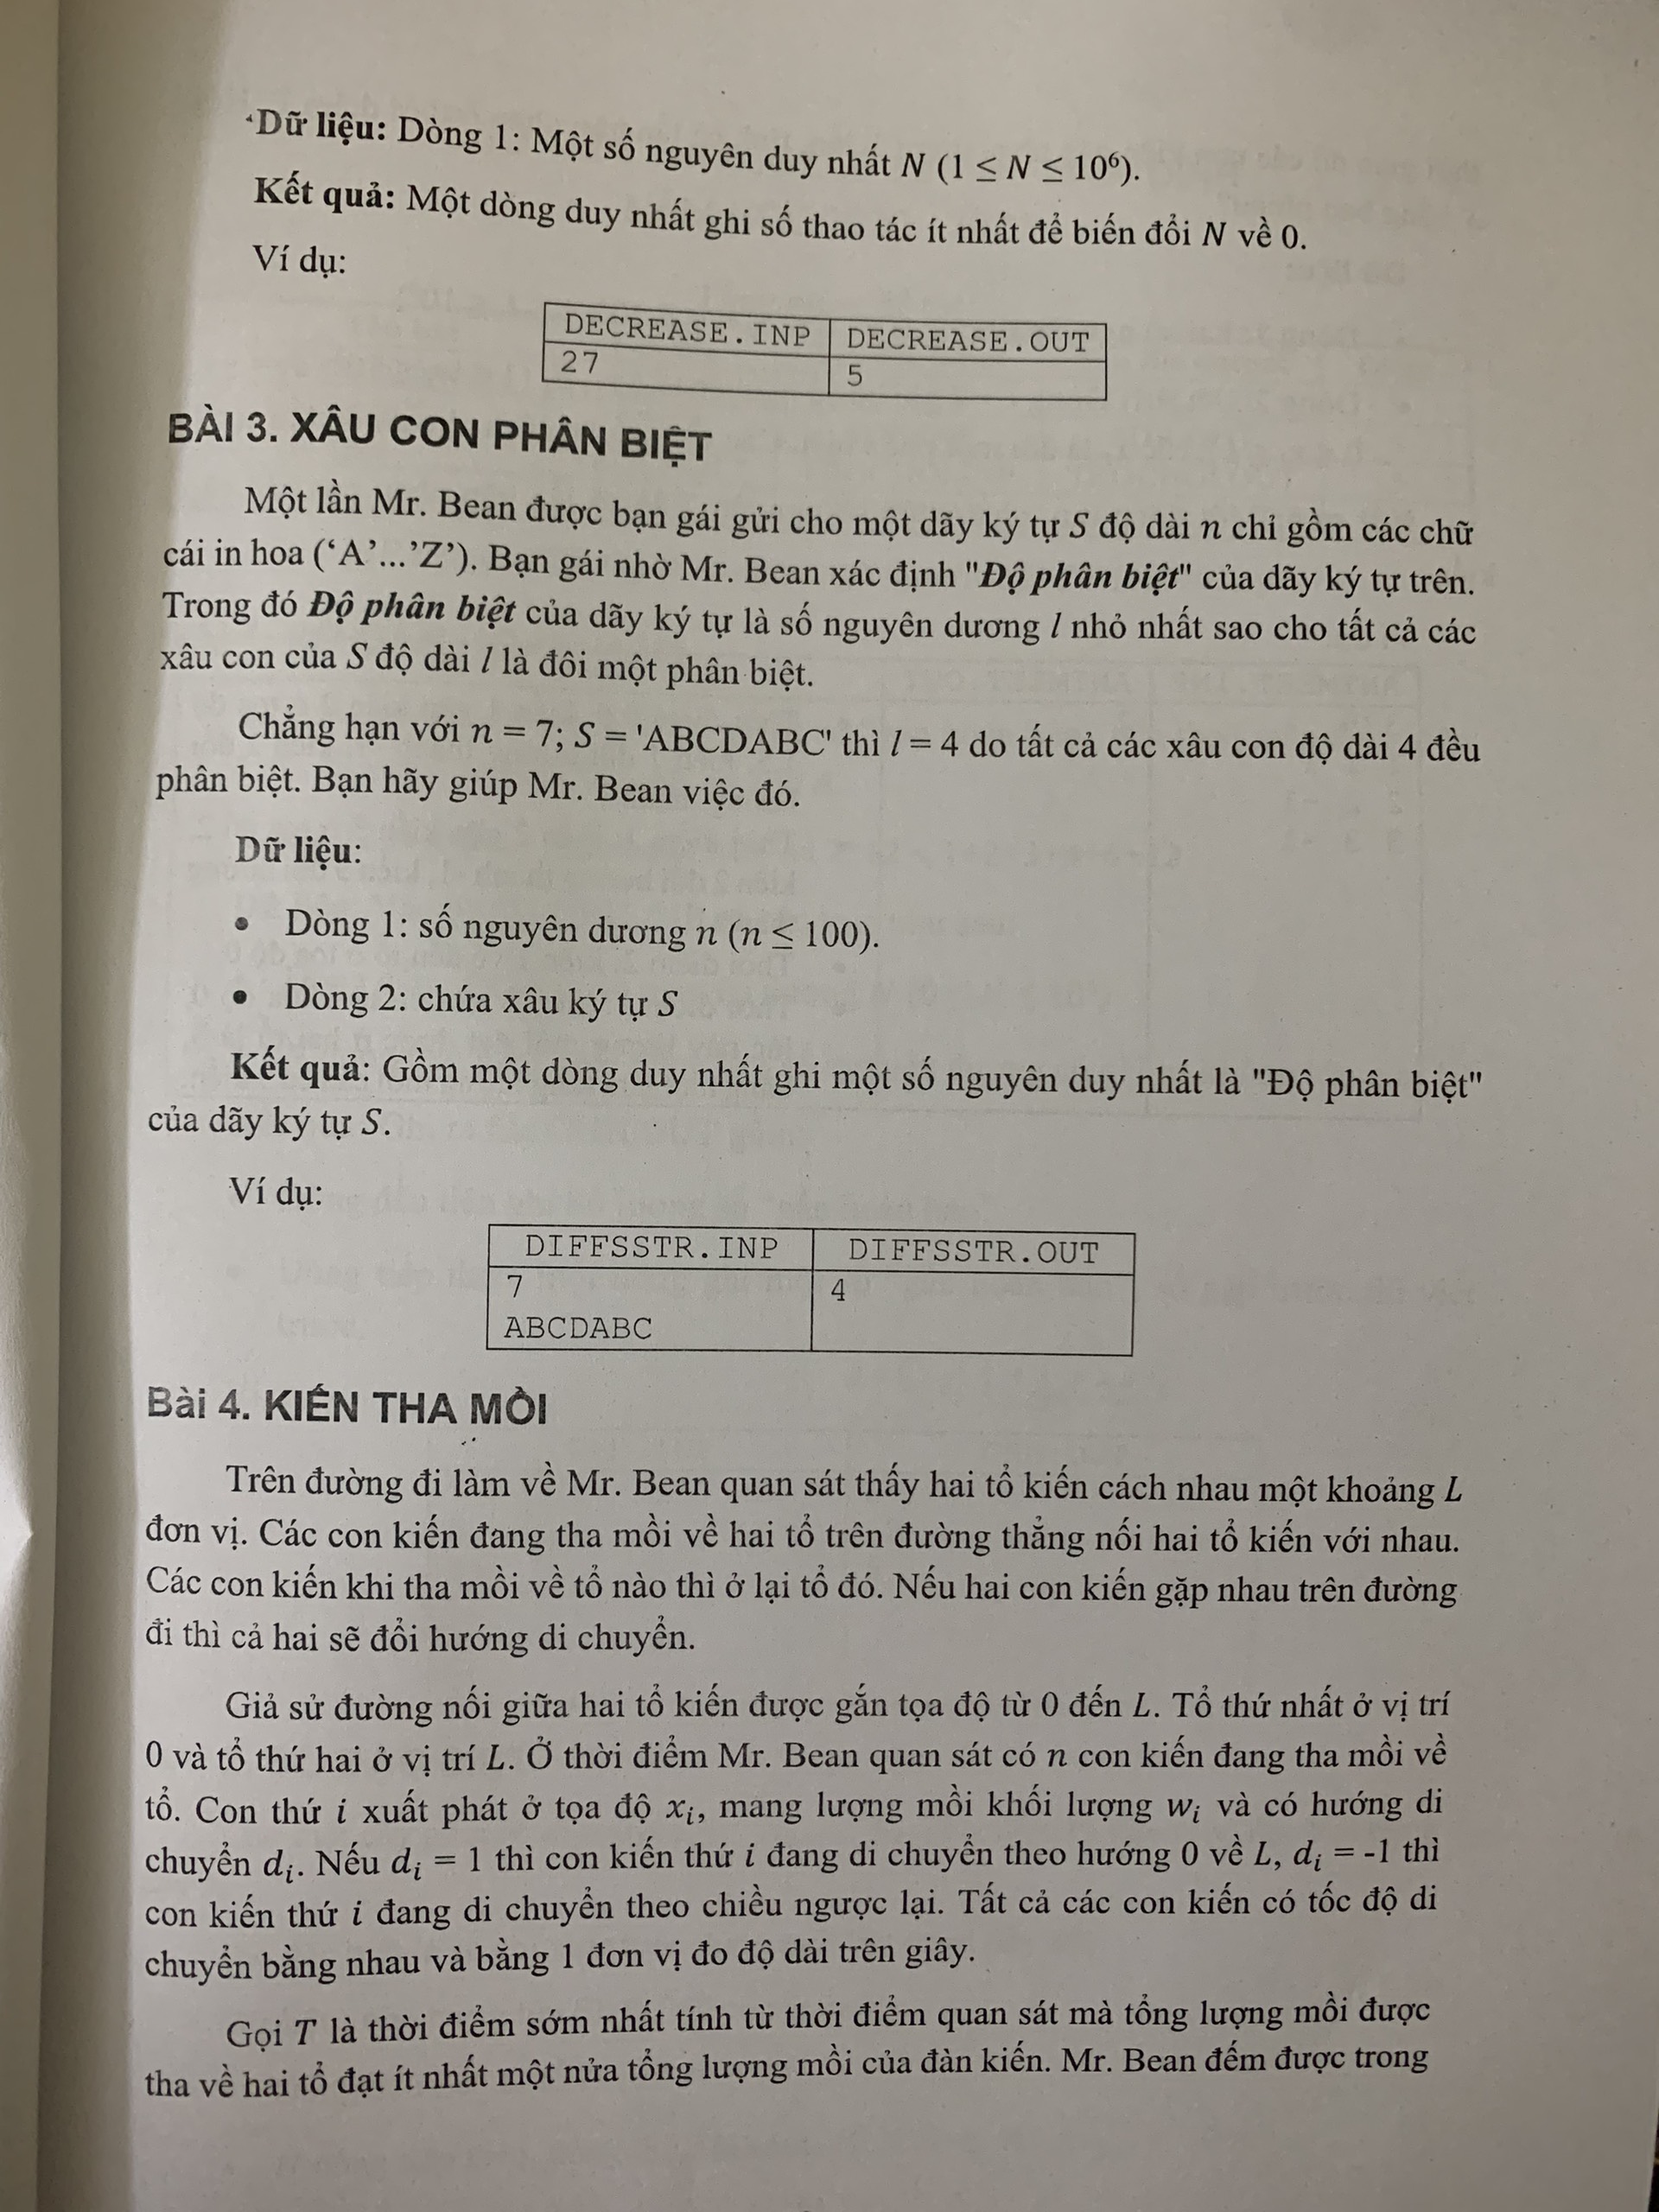 Dữ liệu: Dòng 1: Một số nguyên duy nhất N (1 ≤ N ≤ 10⁶).
Kết quả: Một dòng duy nhất ghi số thao tác ít nhất để biến đổi N về 0.
Ví dụ:
DECREASE.INP DECREASE.OUT
27 5
BÀI 3. XÂU CON PHÂN BIỆT
Một lần Mr. Bean được bạn gái gửi cho một dãy ký tự S độ dài n chỉ gồm các chữ
cái in hoa (‘A’...’Z’). Bạn gái nhờ Mr. Bean xác định "Độ phân biệt" của dãy ký tự trên.
Trong đó Độ phân biệt của dãy ký tự là số nguyên dương l nhỏ nhất sao cho tất cả các
xâu con của S độ dài l là đôi một phân biệt.
Chẳng hạn với n = 7; S = 'ABCDABC' thì l = 4 do tất cả các xâu con độ dài 4 đều
phân biệt. Bạn hãy giúp Mr. Bean việc đó.
Dữ liệu:
• Dòng 1: số nguyên dương n (n ≤ 100).
• Dòng 2: chứa xâu ký tự S
Kết quả: Gồm một dòng duy nhất ghi một số nguyên duy nhất là "Độ phân biệt"
của dãy ký tự S.
Ví dụ:
DIFFSSTR.INP DIFFSSTR.OUT
7 4
ABCDABC
Bài 4. KIẾN THA MỒI
Trên đường đi làm về Mr. Bean quan sát thấy hai tổ kiến cách nhau một khoảng L
đơn vị. Các con kiến đang tha mồi về hai tổ trên đường thẳng nối hai tổ kiến với nhau.
Các con kiến khi tha mồi về tổ nào thì ở lại tổ đó. Nếu hai con kiến gặp nhau trên đường
đi thì cả hai sẽ đổi hướng di chuyển.
Giả sử đường nối giữa hai tổ kiến được gắn tọa độ từ 0 đến L. Tổ thứ nhất ở vị trí
0 và tổ thứ hai ở vị trí L. Ở thời điểm Mr. Bean quan sát có n con kiến đang tha mồi về
tổ. Con thứ i xuất phát ở tọa độ xᵢ, mang lượng mồi khối lượng wᵢ và có hướng di
chuyển dᵢ. Nếu dᵢ = 1 thì con kiến thứ i đang di chuyển theo hướng 0 về L, dᵢ = -1 thì
con kiến thứ i đang di chuyển theo chiều ngược lại. Tất cả các con kiến có tốc độ di
chuyển bằng nhau và bằng 1 đơn vị đo độ dài trên giây.
Gọi T là thời điểm sớm nhất tính từ thời điểm quan sát mà tổng lượng mồi được
tha về hai tổ đạt ít nhất một nửa tổng lượng mồi của đàn kiến. Mr. Bean đếm được trong